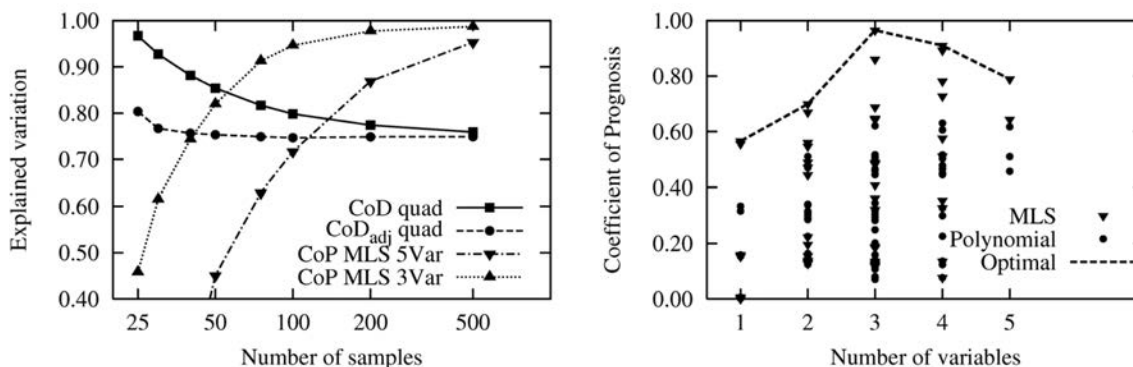 1.00
0.90
0.80
0.70
0.60
0.50
0.40
Explained variation
CoD quad
CoD_adj quad
CoP MLS 5Var
CoP MLS 3Var
25 50 100 200 500
Number of samples
1.00
0.80
0.60
0.40
0.20
0.00
Coefficient of Prognosis
MLS
Polynomial
Optimal
1 2 3 4 5
Number of variables